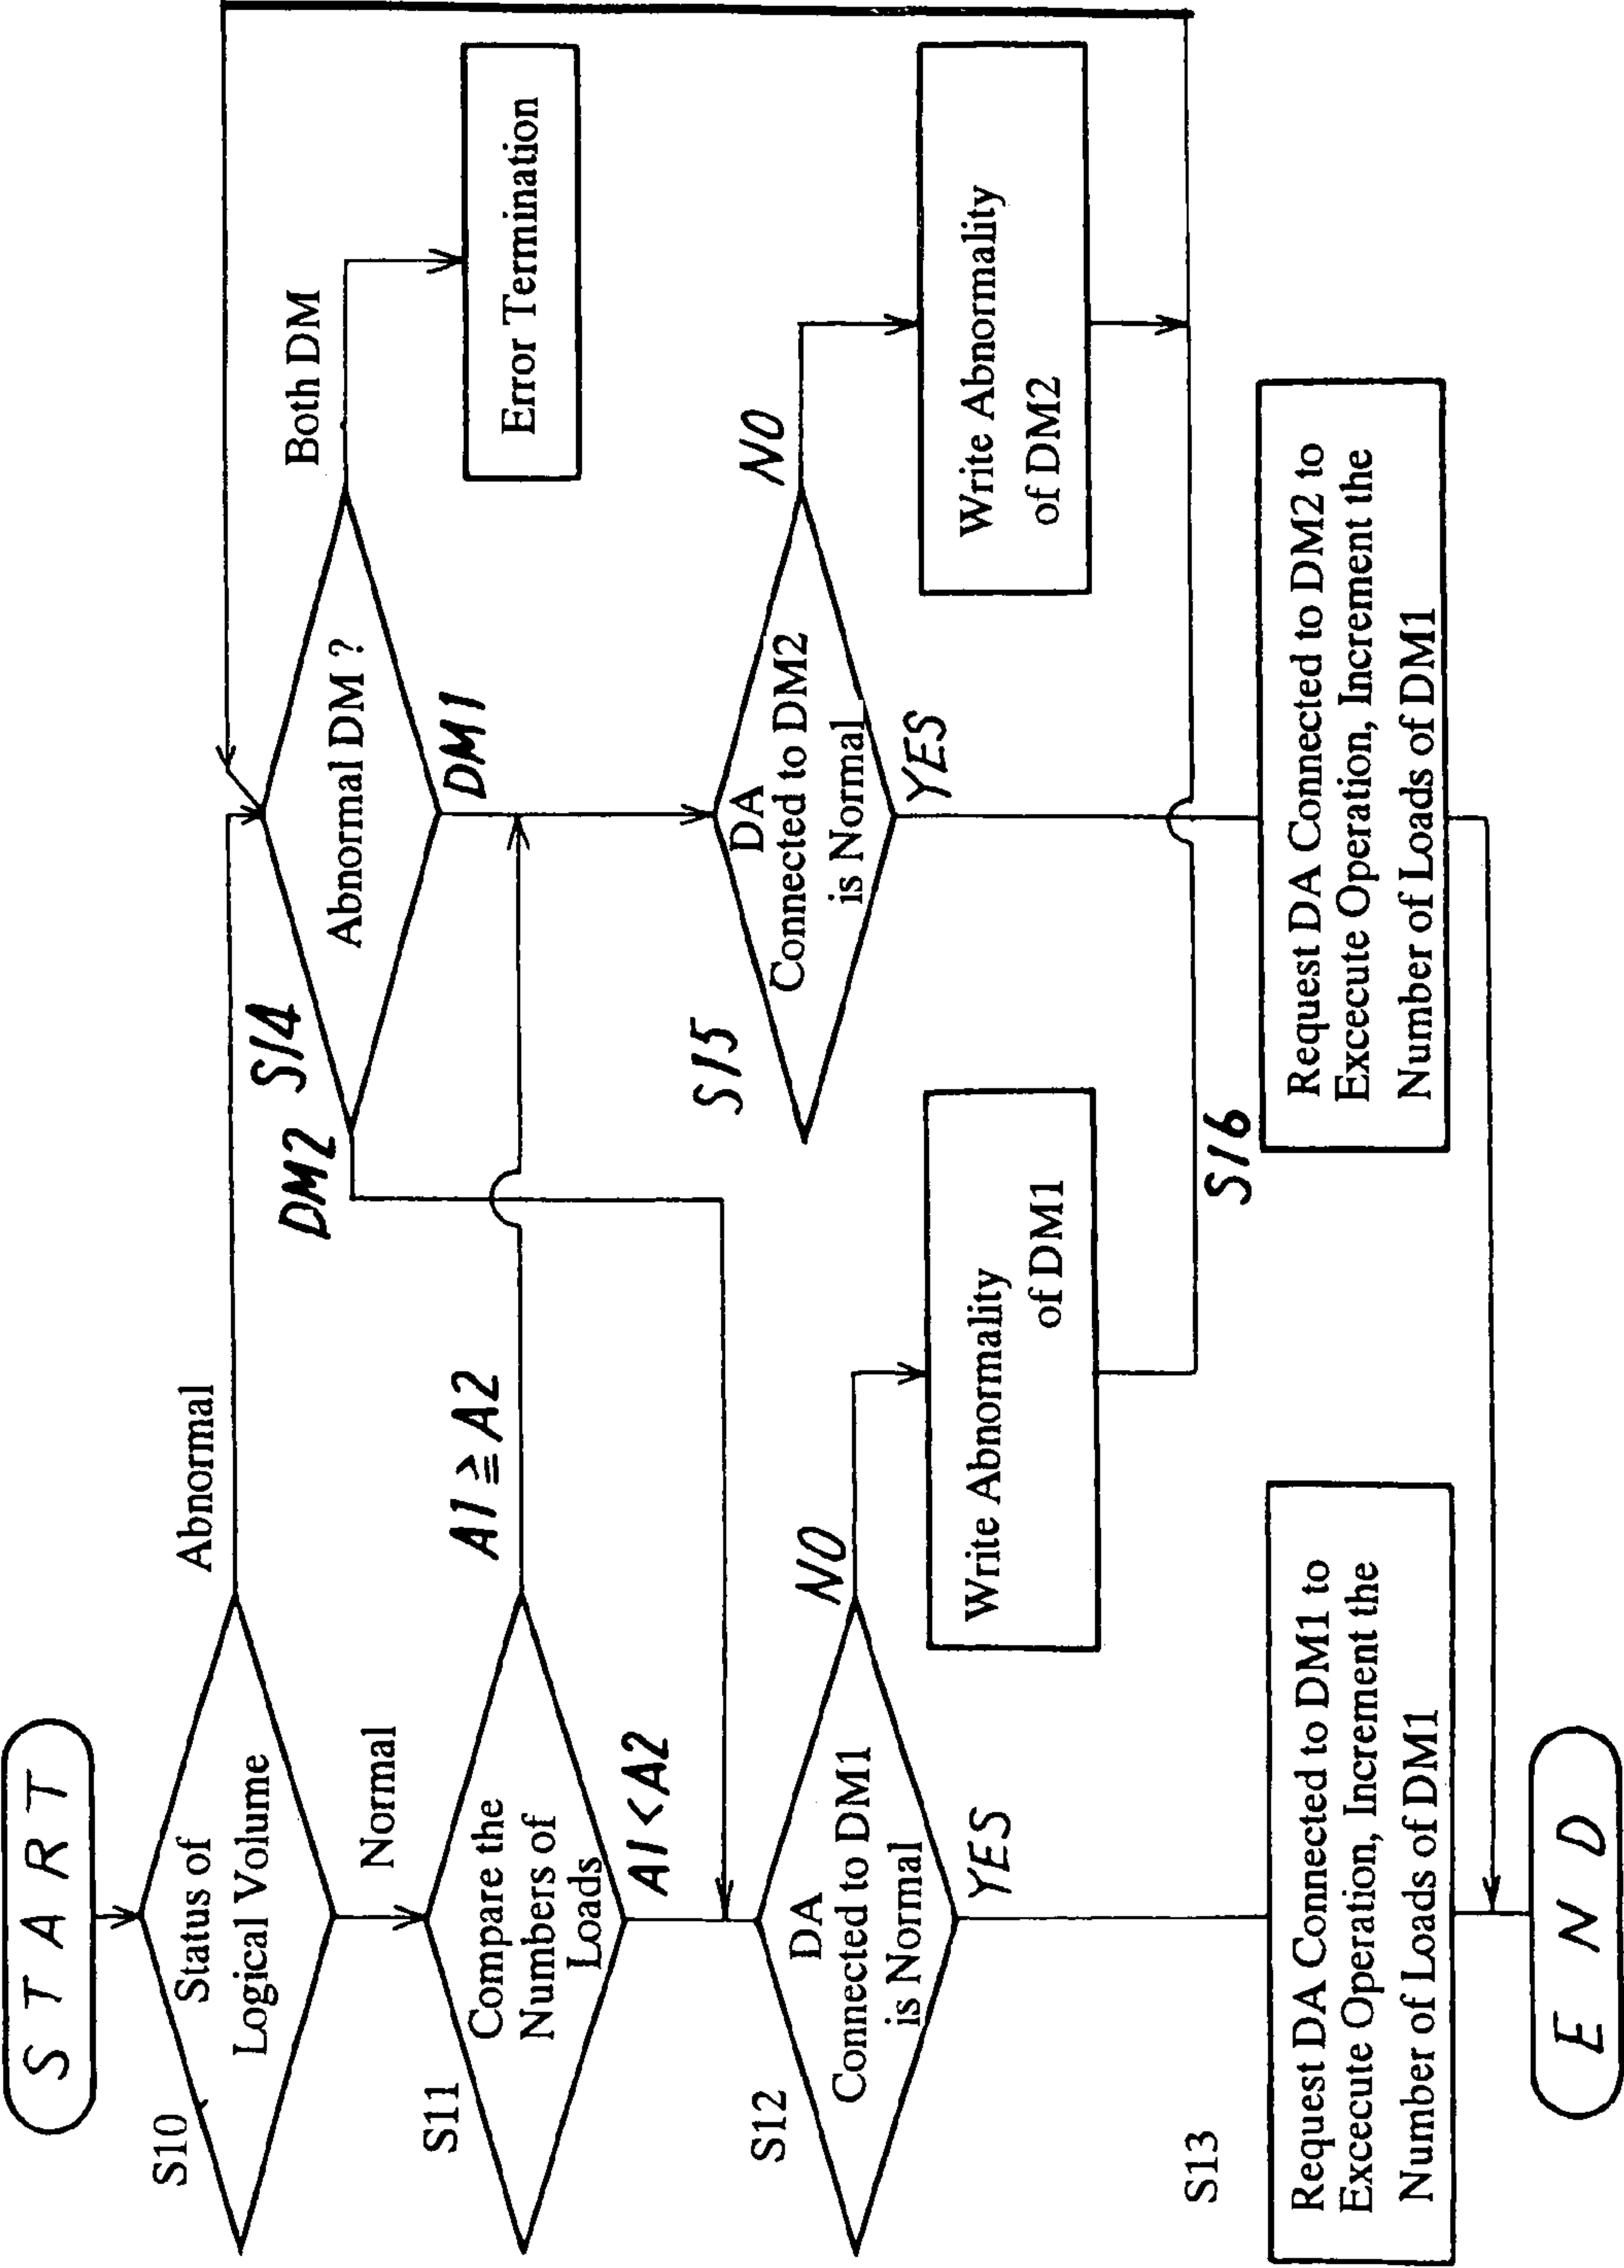 START
S10
Status of
Logical Volume
Abnormal
Normal
S11
Compare the
Numbers of
Loads
A1≧A2
A1<A2
S12
DA
Connected to DM1
is Normal
NO
YES
Write Abnormality
of DM1
S13
Request DA Connected to DM1 to
Excecute Operation, Increment the
Number of Loads of DM1
END
S14
Abnormal DM ?
DM2
DM1
Both DM
Error Termination
S15
DA
Connected to DM2
is Normal
NO
YES
Write Abnormality
of DM2
S16
Request DA Connected to DM2 to
Excecute Operation, Increment the
Number of Loads of DM1